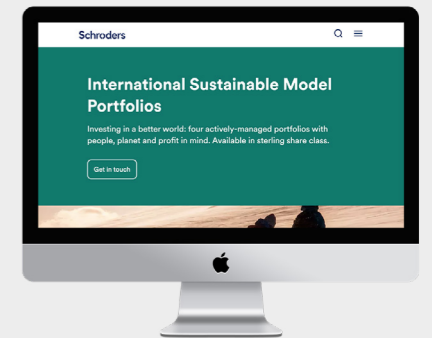 Schroders
International Sustainable Model
Portfolios
Investing in a better world: four actively-managed portfolios with
people, planet and profit in mind. Available in sterling share class.
Get in touch